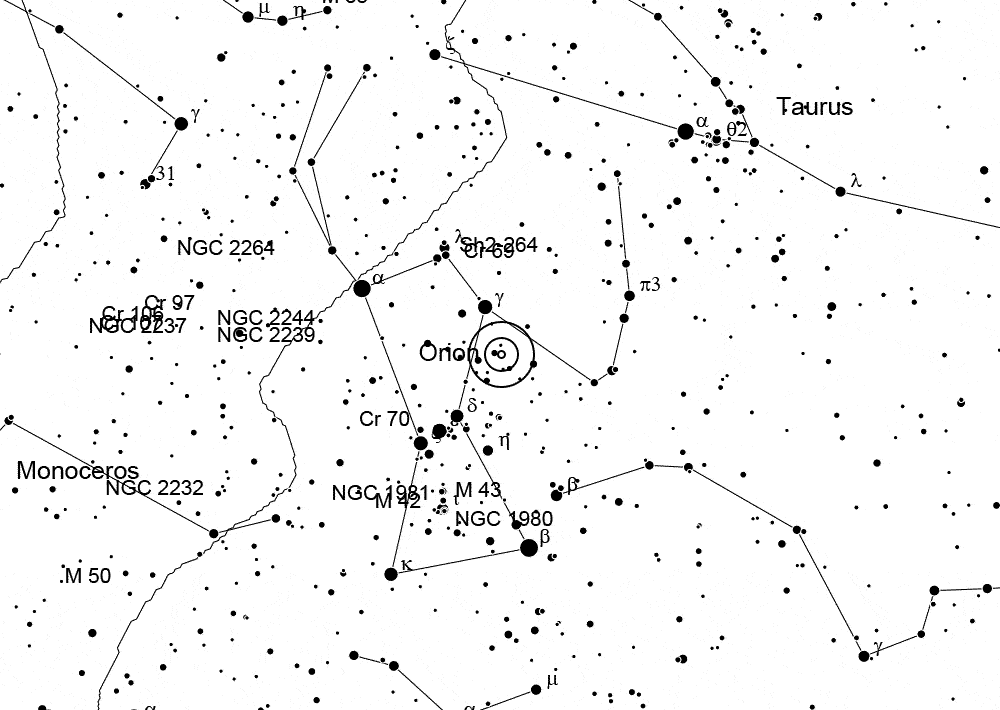 μ
η
ξ
Taurus
α
θ2
γ
31
λ
λ
Sh2-264
Cr 69
NGC 2264
α
π3
γ
Cr 97
Cr 106
NGC 2237
NGC 2244
NGC 2239
Orion
δ
Cr 70
η
Monoceros
NGC 2232
β
NGC 1981
M 42
M 43
ι
NGC 1980
β
κ
M 50
γ
μ
α
α